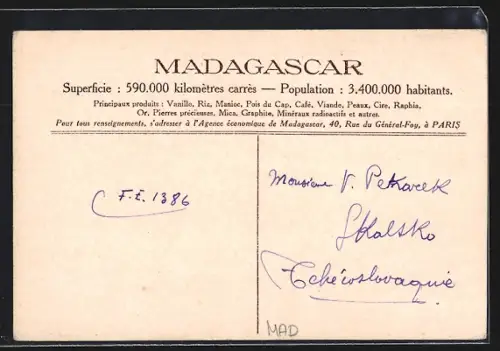 MADAGASCAR
Superficie : 590.000 kilomètres carrès — Population : 3.400.000 habitants.
Principaux produits : Vanille, Riz, Manioc, Pois du Cap, Café, Viande, Peaux, Cire, Raphia,
Or, Pierres précieuses, Mica, Graphite, Minéraux radioactifs et autres.
Pour tous renseignements, s'adresser à l'Agence économique de Madagascar, 40, Rue du Général-Foy, à PARIS
F.E. 1386
Monsieur V. Petracek
Skalsko
Tchécoslovaquie
MAD